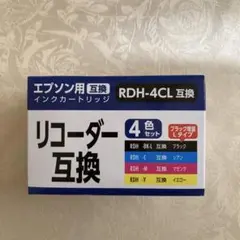 エプソン用 互換
インクカートリッジ
RDH-4CL 互換
リコーダー
互換
4色
セット
ブラック増量
Lタイプ
RDH -BK-L ブラック
RDH -C シアン
RDH -M マゼンタ
RDH -Y イエロー